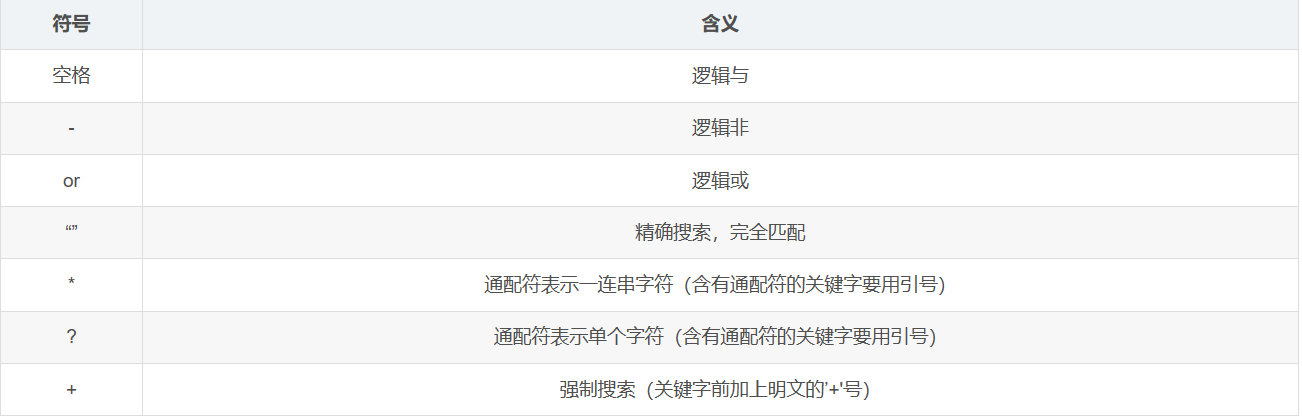 符号 含义
空格 逻辑与
- 逻辑非
or 逻辑或
“” 精确搜索，完全匹配
* 通配符表示一连串字符（含有通配符的关键字要用引号）
? 通配符表示单个字符（含有通配符的关键字要用引号）
+ 强制搜索（关键字前加上明文的’+'号）